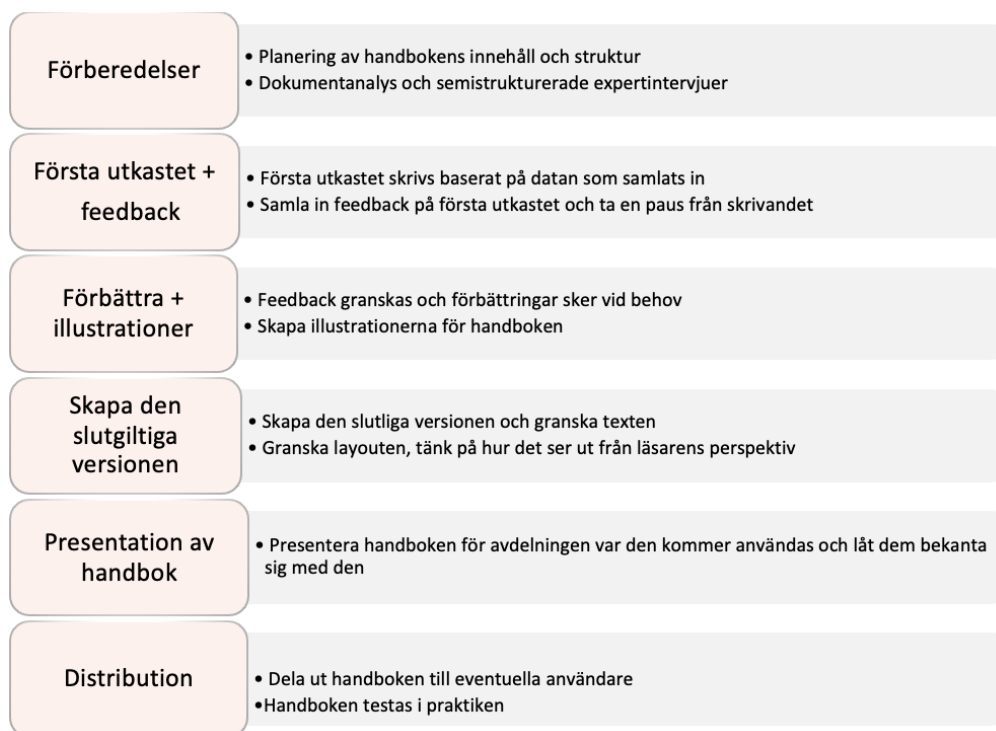 Förberedelser
• Planering av handbokens innehåll och struktur
• Dokumentanalys och semistrukturerade expertintervjuer
Första utkastet +
feedback
• Första utkastet skrivs baserat på datan som samlats in
• Samla in feedback på första utkastet och ta en paus från skrivandet
Förbättra +
illustrationer
• Feedback granskas och förbättringar sker vid behov
• Skapa illustrationerna för handboken
Skapa den
slutgiltiga
versionen
• Skapa den slutliga versionen och granska texten
• Granska layouten, tänk på hur det ser ut från läsarens perspektiv
Presentation av
handbok
• Presentera handboken för avdelningen var den kommer användas och låt dem bekanta
sig med den
Distribution
• Dela ut handboken till eventuella användare
•Handboken testas i praktiken